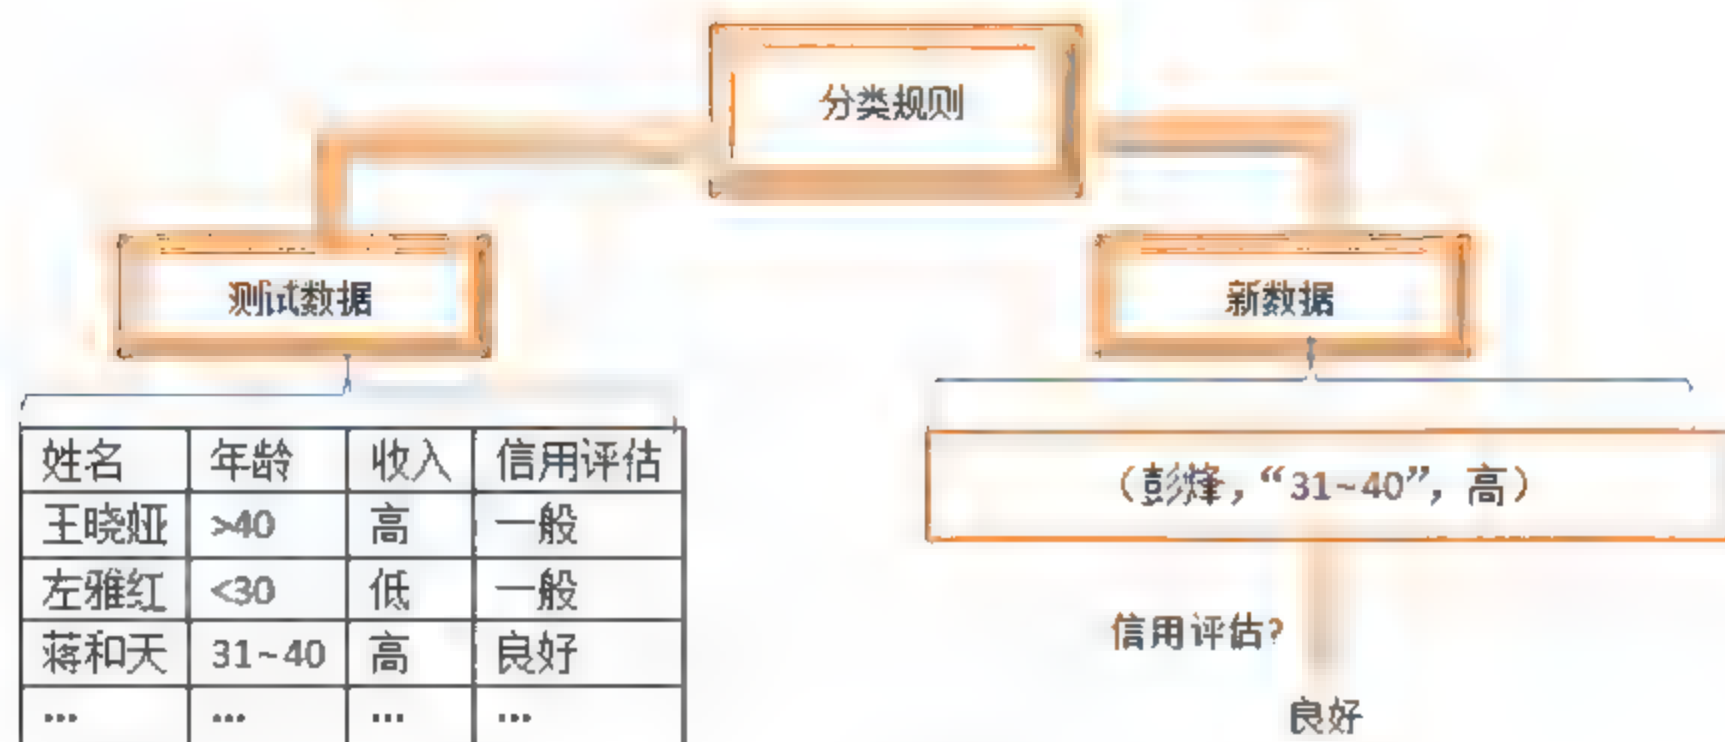 分类规则
测试数据
新数据
姓名 年龄 收入 信用评估
王晓娅 >40 高 一般
左雅红 <30 低 一般
蒋和天 31~40 高 良好
... ... ... ...
（彭烽，“31~40”，高）
信用评估?
良好